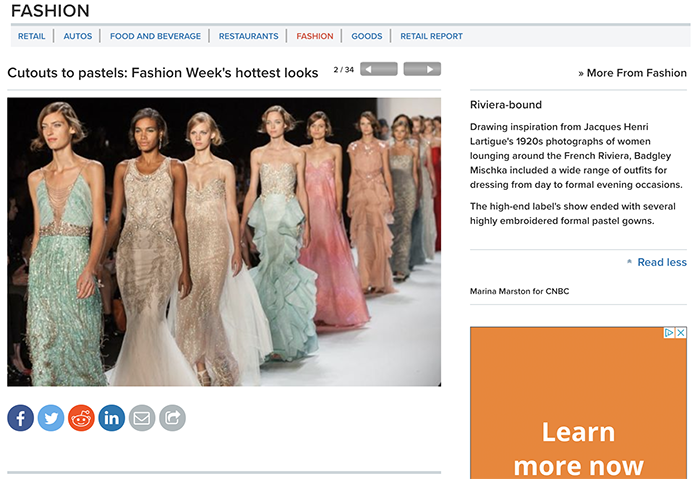 FASHION
RETAIL | AUTOS | FOOD AND BEVERAGE | RESTAURANTS | FASHION | GOODS | RETAIL REPORT
Cutouts to pastels: Fashion Week's hottest looks
2 / 34
» More From Fashion
Riviera-bound
Drawing inspiration from Jacques Henri
Lartigue's 1920s photographs of women
lounging around the French Riviera, Badgley
Mischka included a wide range of outfits for
dressing from day to formal evening occasions.
The high-end label's show ended with several
highly embroidered formal pastel gowns.
Read less
Marina Marston for CNBC
Learn
more now